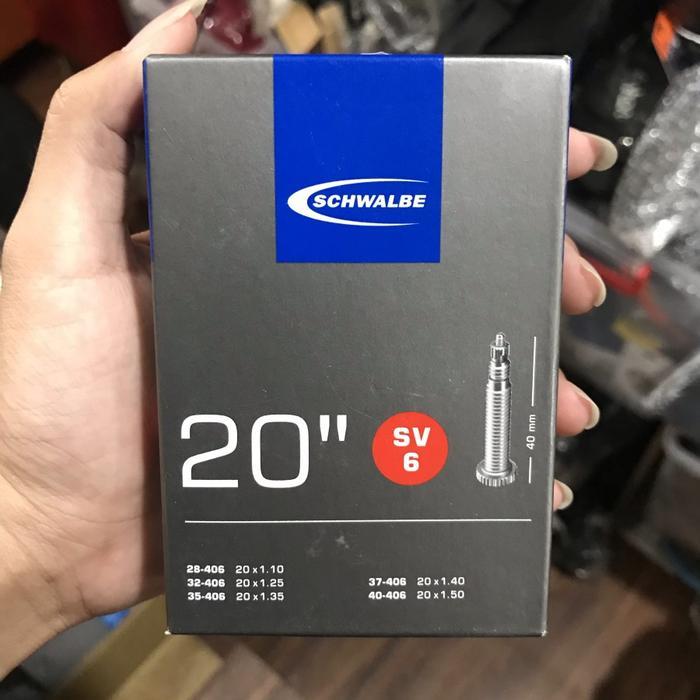 SCHWALBE
20"
SV
6
40 mm
28-406 20 x 1.10
32-406 20 x 1.25
35-406 20 x 1.35
37-406 20 x 1.40
40-406 20 x 1.50